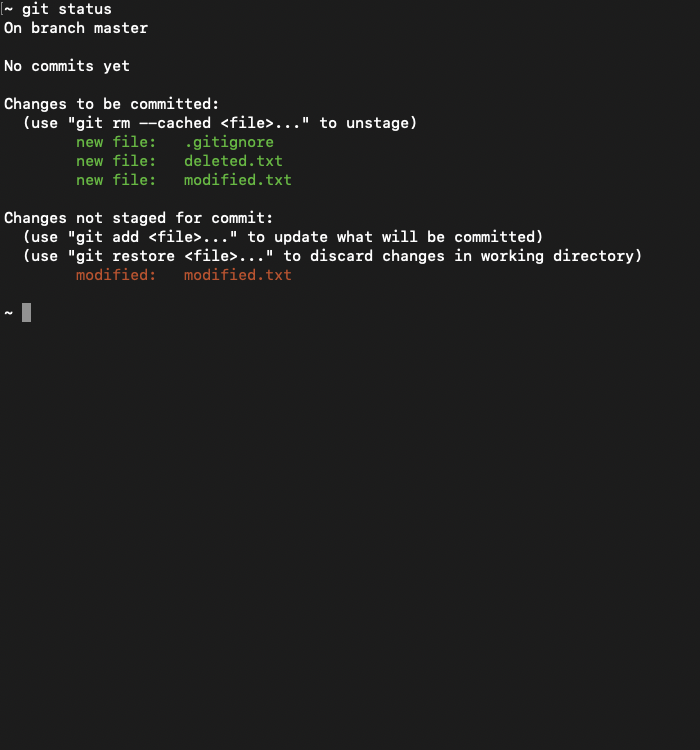 ~ git status
On branch master
No commits yet
Changes to be committed:
(use "git rm --cached <file>..." to unstage)
new file: .gitignore
new file: deleted.txt
new file: modified.txt
Changes not staged for commit:
(use "git add <file>..." to update what will be committed)
(use "git restore <file>..." to discard changes in working directory)
modified: modified.txt
~